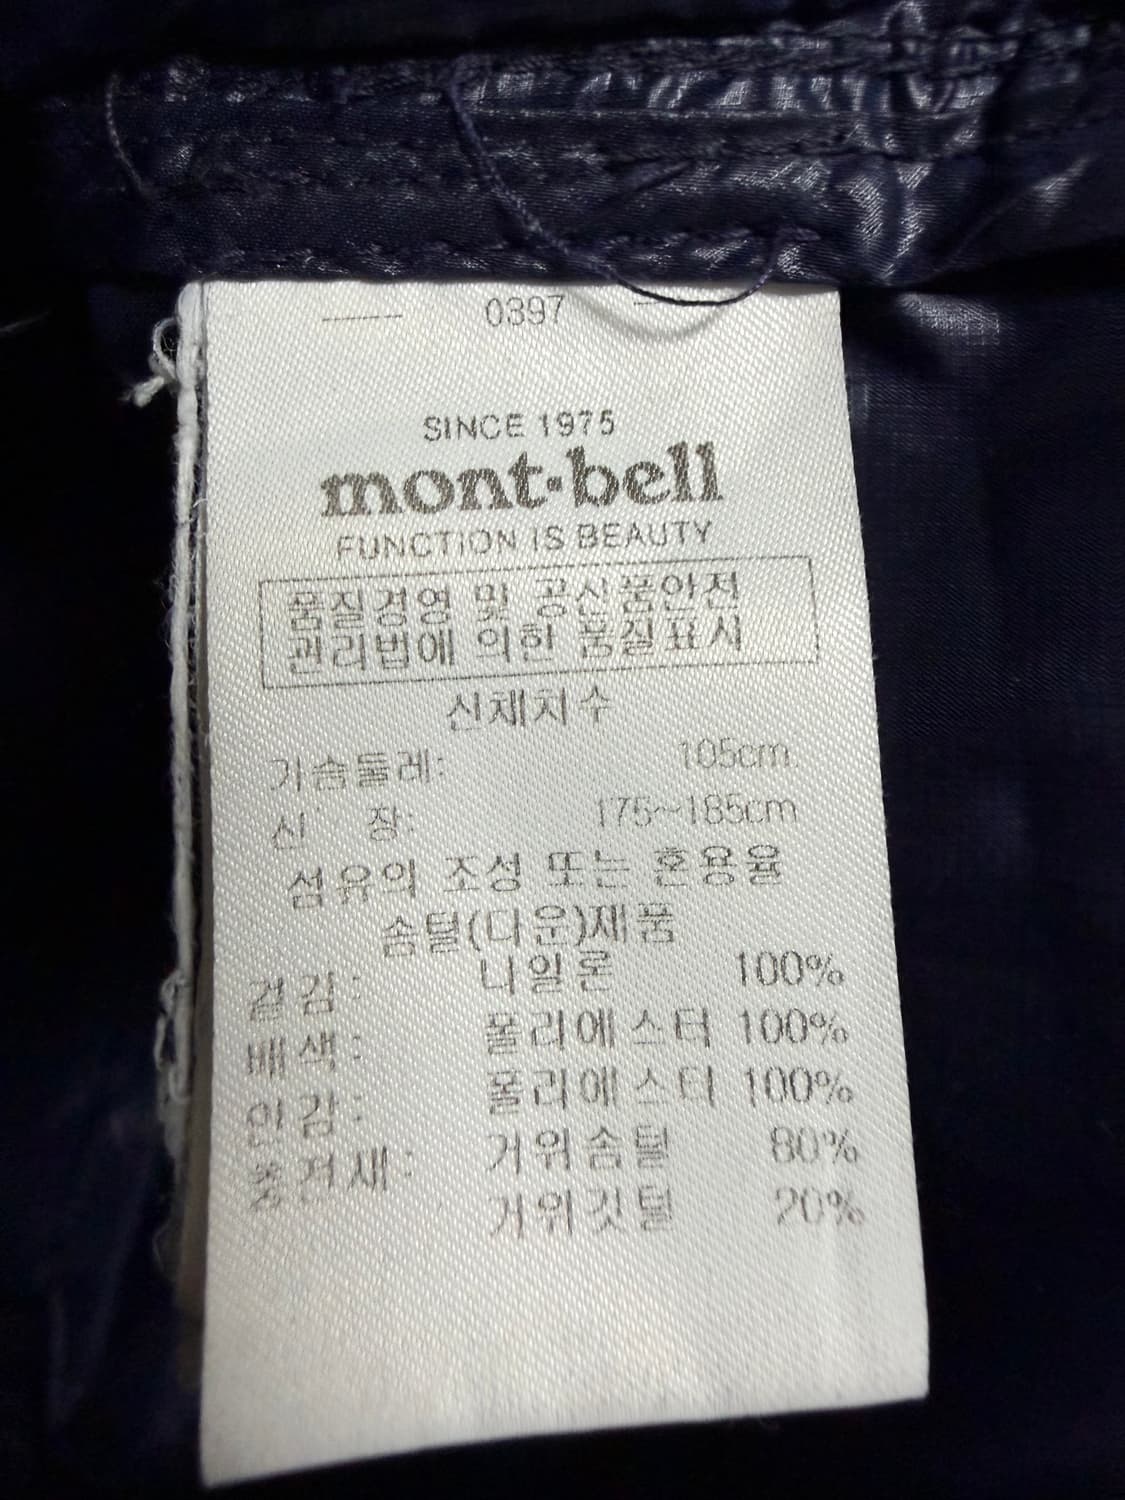 0397
SINCE 1975
mont·bell
FUNCTION IS BEAUTY
품질경영 및 공산품안전
관리법에 의한 품질표시
신체치수
가슴둘레: 105cm
신 장: 175~185cm
섬유의 조성 또는 혼용율
솜털(다운)제품
겉감: 나일론 100%
배색: 폴리에스터 100%
안감: 폴리에스터 100%
충전재: 거위솜털 80%
거위깃털 20%